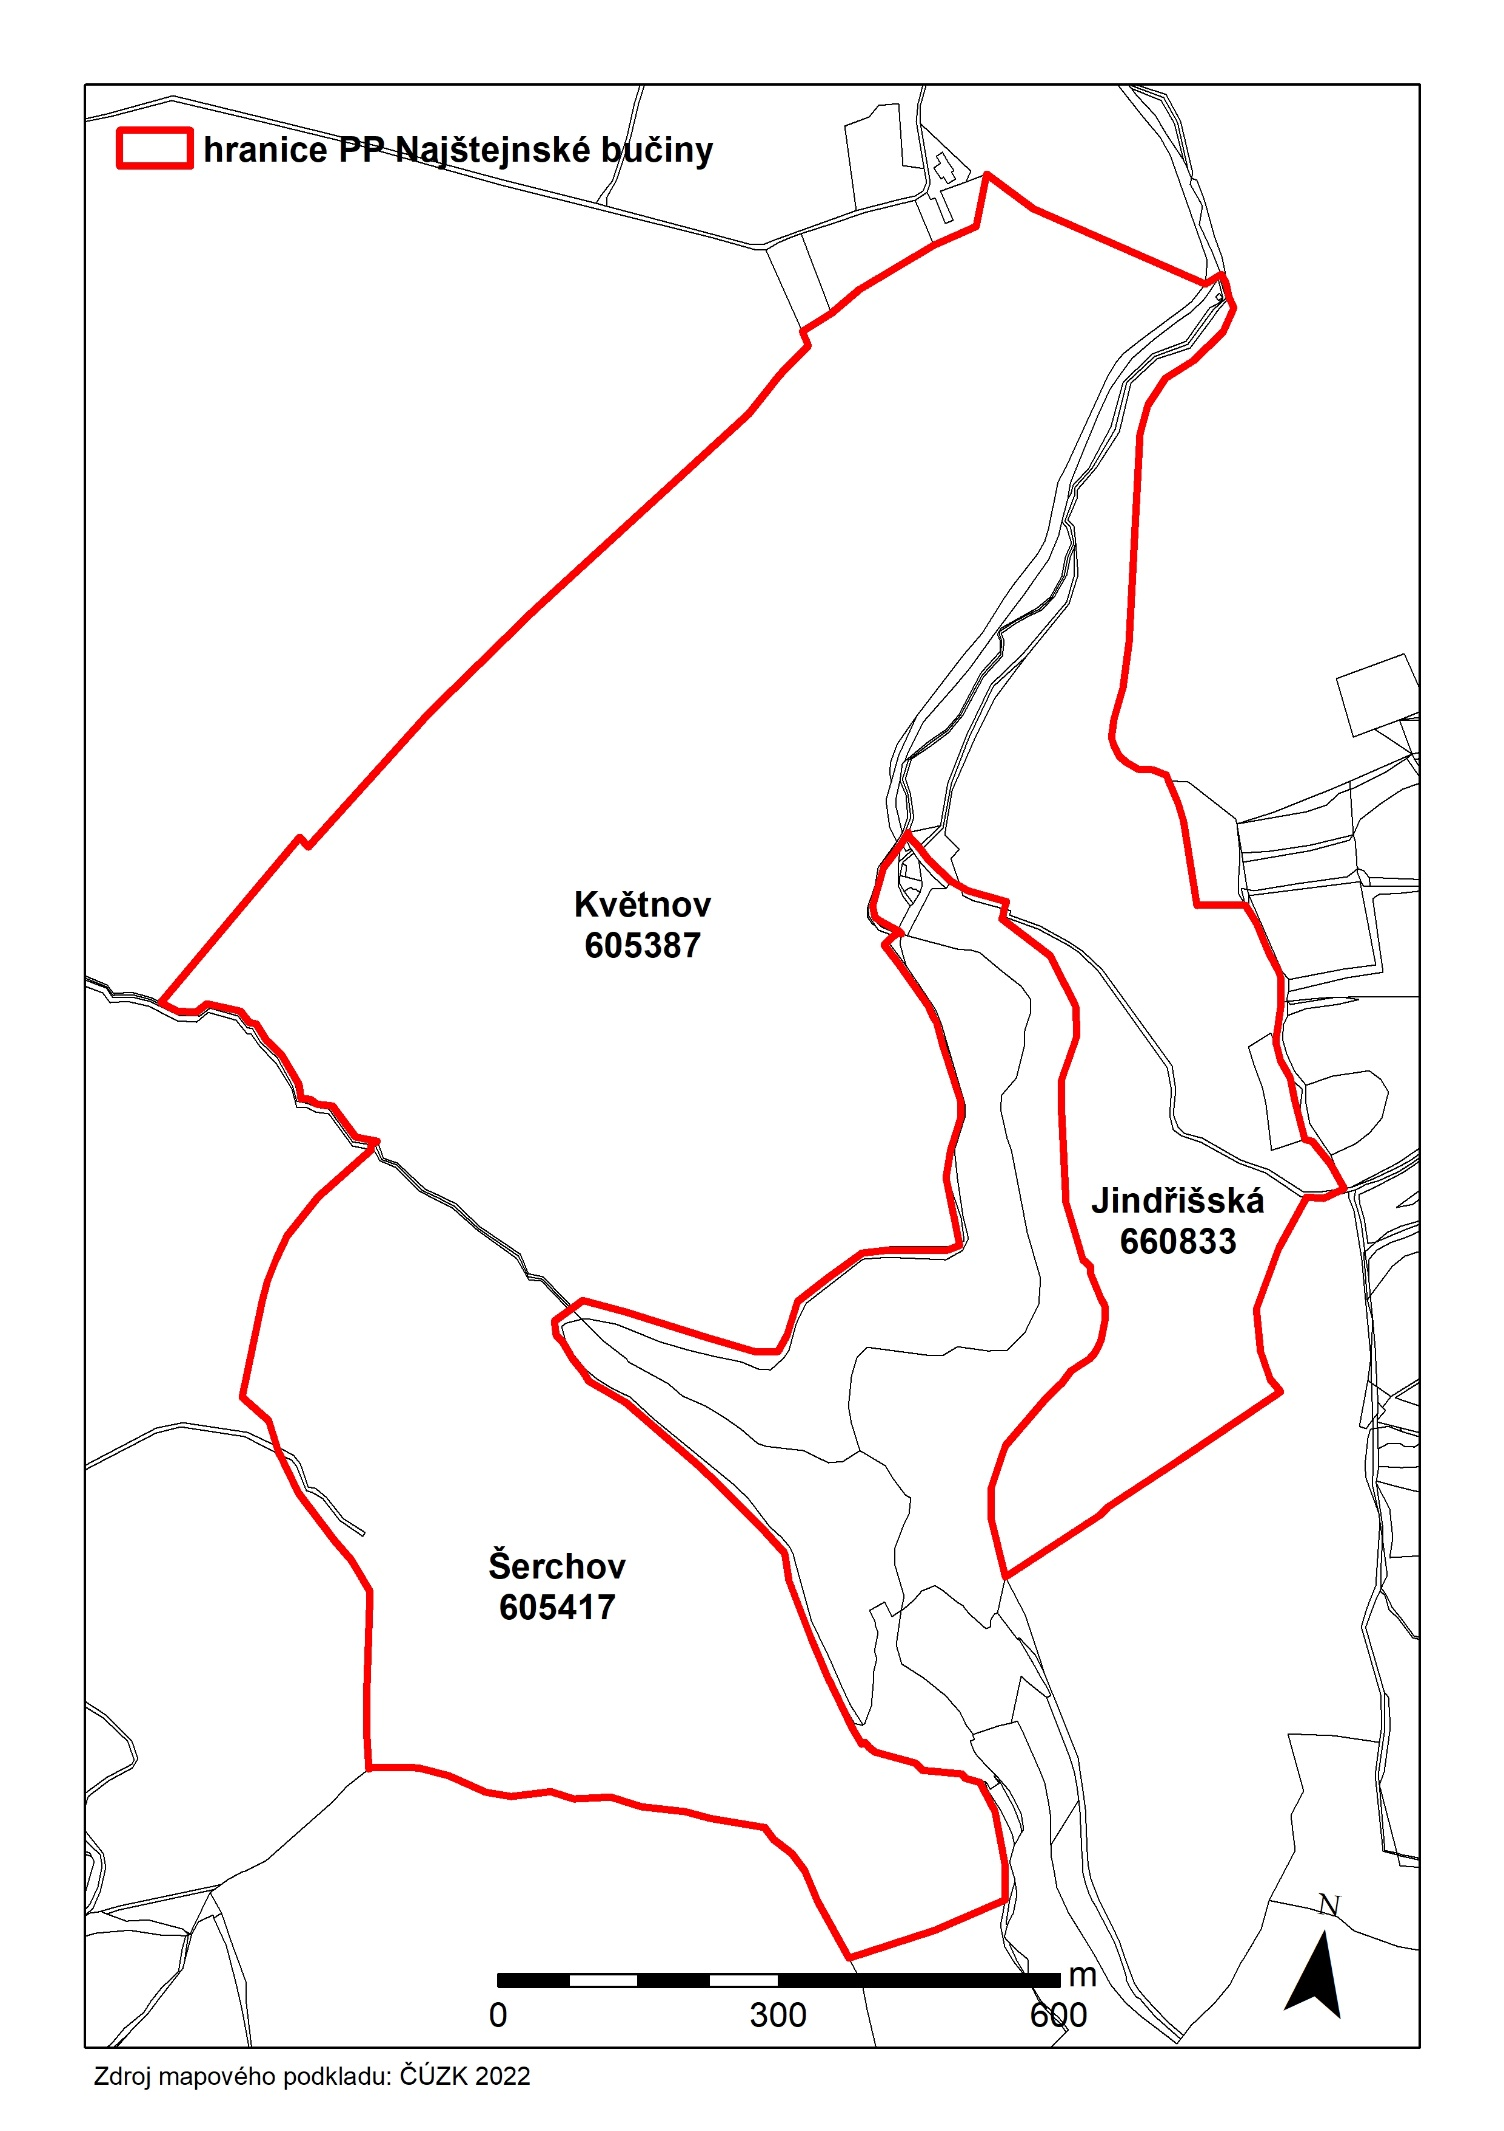 hranice PP Najštejnské bučiny
Květnov
605387
Jindřišská
660833
Šerchov
605417
N
m
0 300 600
Zdroj mapového podkladu: ČÚZK 2022